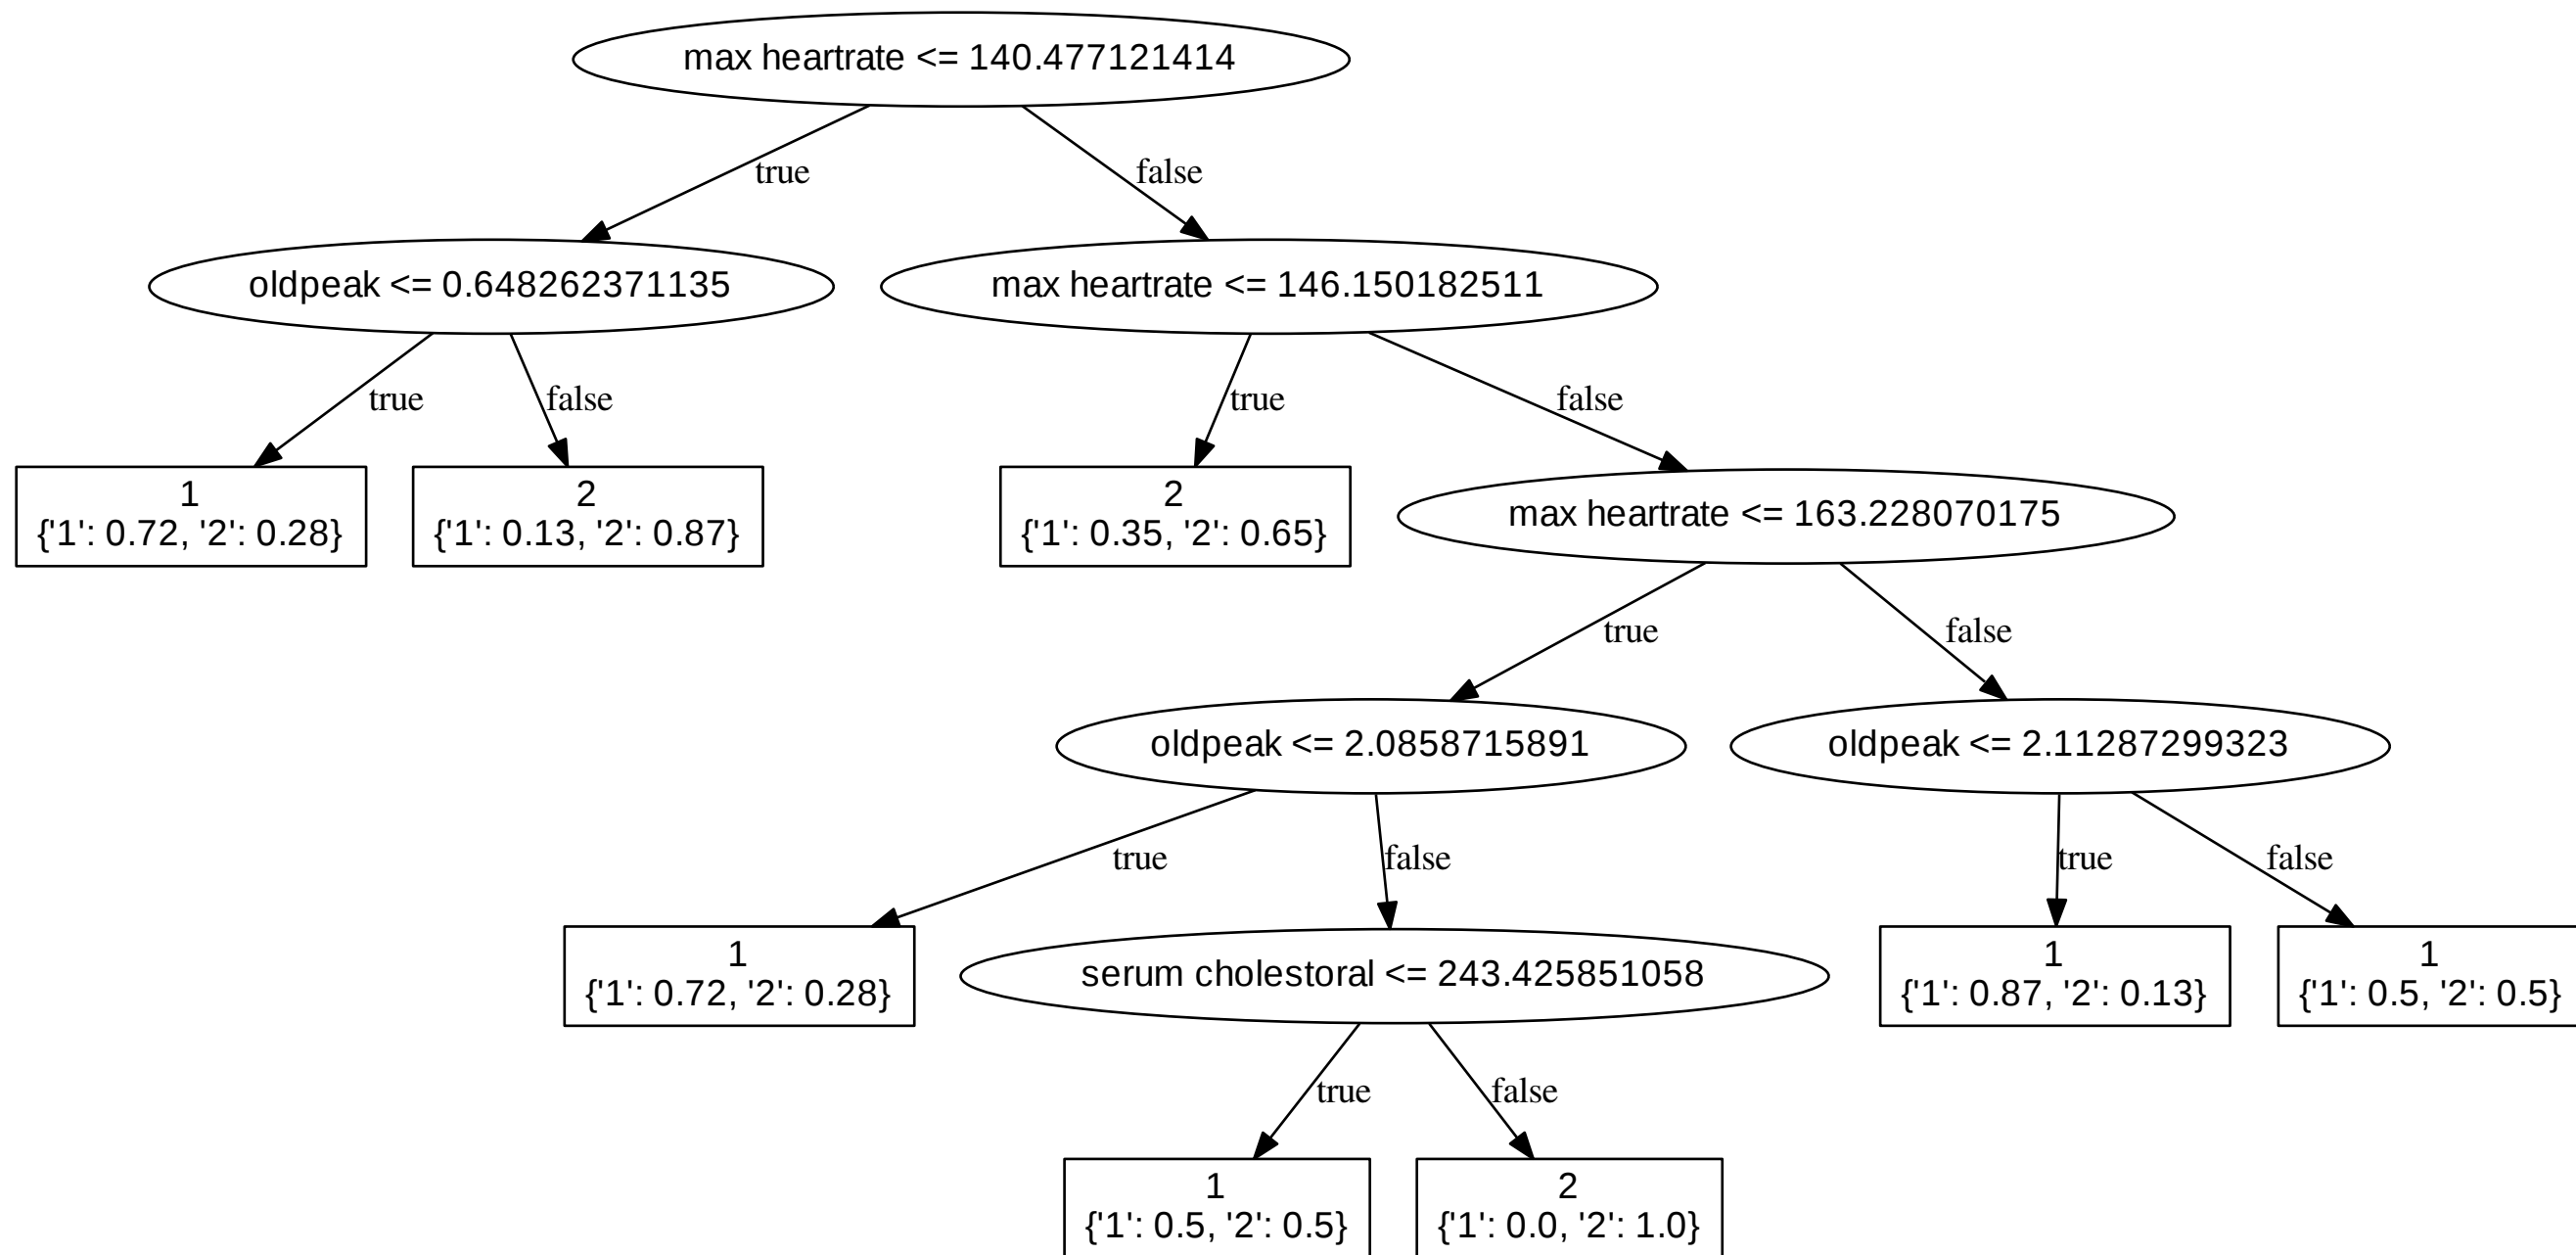 max heartrate <= 140.477121414
true
false
oldpeak <= 0.648262371135
max heartrate <= 146.150182511
true
false
true
false
1
{'1': 0.72, '2': 0.28}
2
{'1': 0.13, '2': 0.87}
2
{'1': 0.35, '2': 0.65}
max heartrate <= 163.228070175
true
false
oldpeak <= 2.0858715891
oldpeak <= 2.11287299323
true
false
true
false
1
{'1': 0.72, '2': 0.28}
serum cholestoral <= 243.425851058
1
{'1': 0.87, '2': 0.13}
1
{'1': 0.5, '2': 0.5}
true
false
1
{'1': 0.5, '2': 0.5}
2
{'1': 0.0, '2': 1.0}